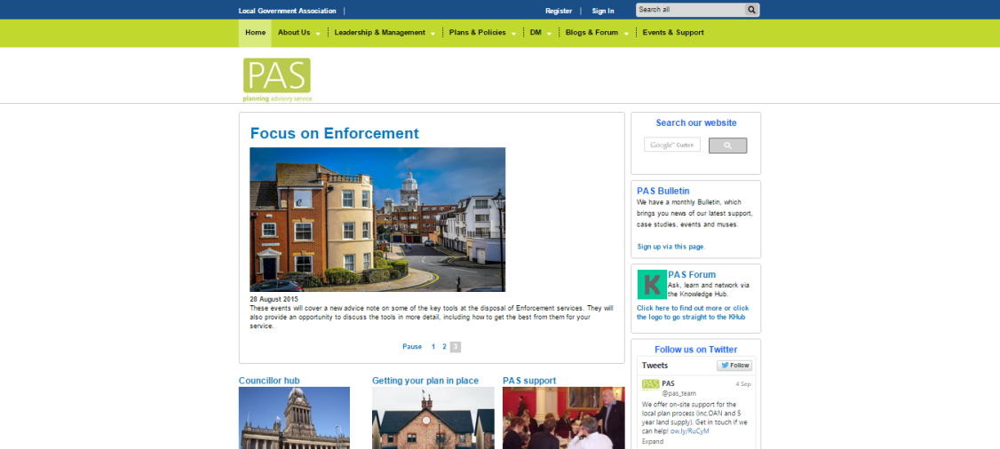 Local Government Association
Register
Sign In
Search all
Home
About Us
Leadership & Management
Plans & Policies
DM
Blogs & Forum
Events & Support
PAS
planning advisory service
Focus on Enforcement
28 August 2015
These events will cover a new advice note on some of the key tools at the disposal of Enforcement services. They will
also provide an opportunity to discuss the tools in more detail, including how to get the best from them for your
service.
Pause 1 2 3
Councillor hub
Getting your plan in place
PAS support
Search our website
Google™ Custom
PAS Bulletin
We have a monthly Bulletin, which
brings you news of our latest support,
case studies, events and muses.
Sign up via this page.
K
PAS Forum
Ask, learn and network via
the Knowledge Hub.
Click here to find out more or click
the logo to go straight to the KHub
Follow us on Twitter
Tweets
Follow
PAS
PAS
4 Sep
@pas_team
We offer on-site support for the
local plan process (inc.OAN and 5
year land supply). Get in touch if we
can help! ow.ly/RuCyM
Expand